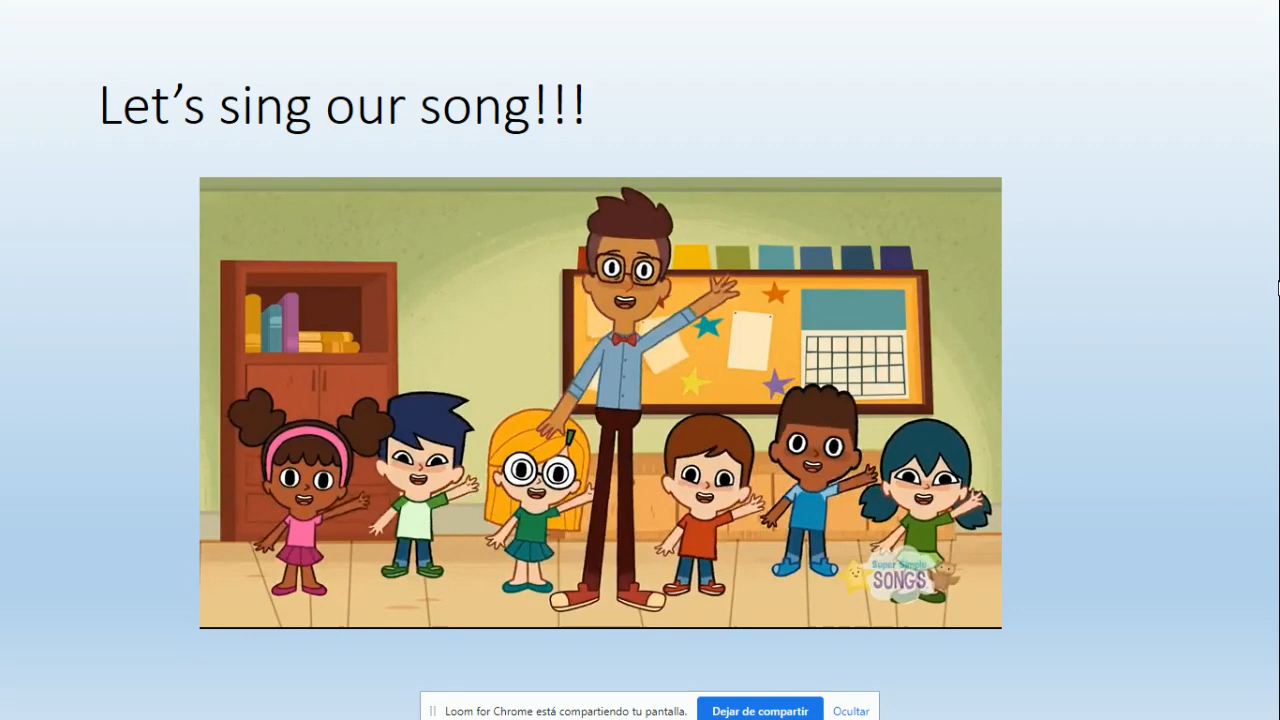 Let’s sing our song!!!
Super Simple
SONGS
Loom for Chrome está compartiendo tu pantalla. Dejar de compartir Ocultar